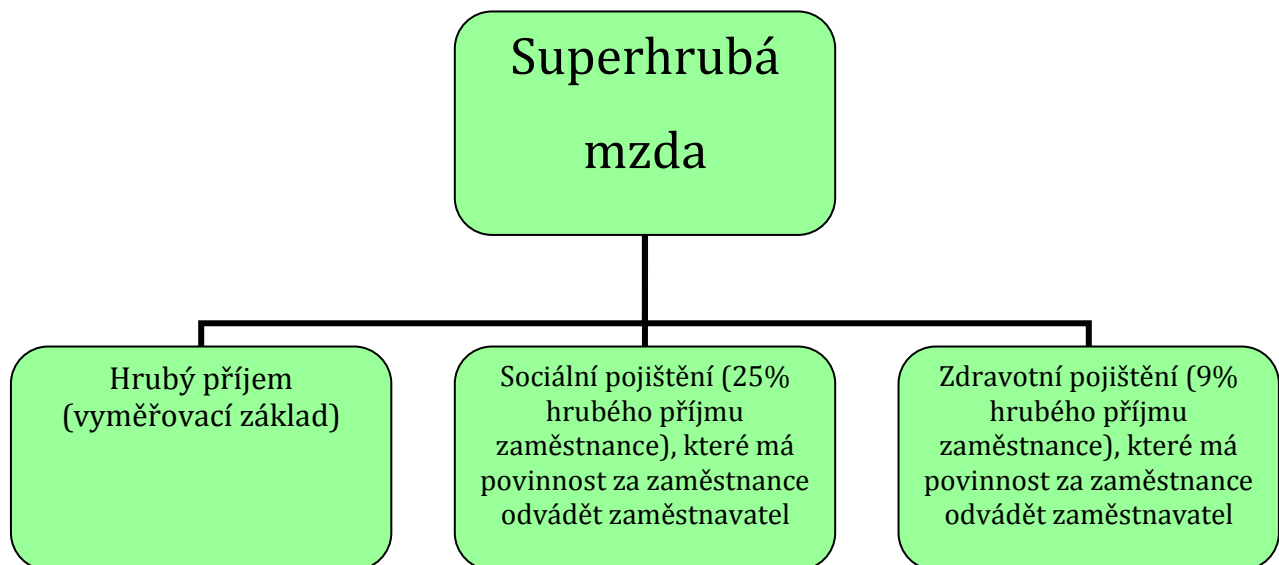 Superhrubá
mzda
Hrubý příjem
(vyměřovací základ)
Sociální pojištění (25%
hrubého příjmu
zaměstnance), které má
povinnost za zaměstnance
odvádět zaměstnavatel
Zdravotní pojištění (9%
hrubého příjmu
zaměstnance), které má
povinnost za zaměstnance
odvádět zaměstnavatel